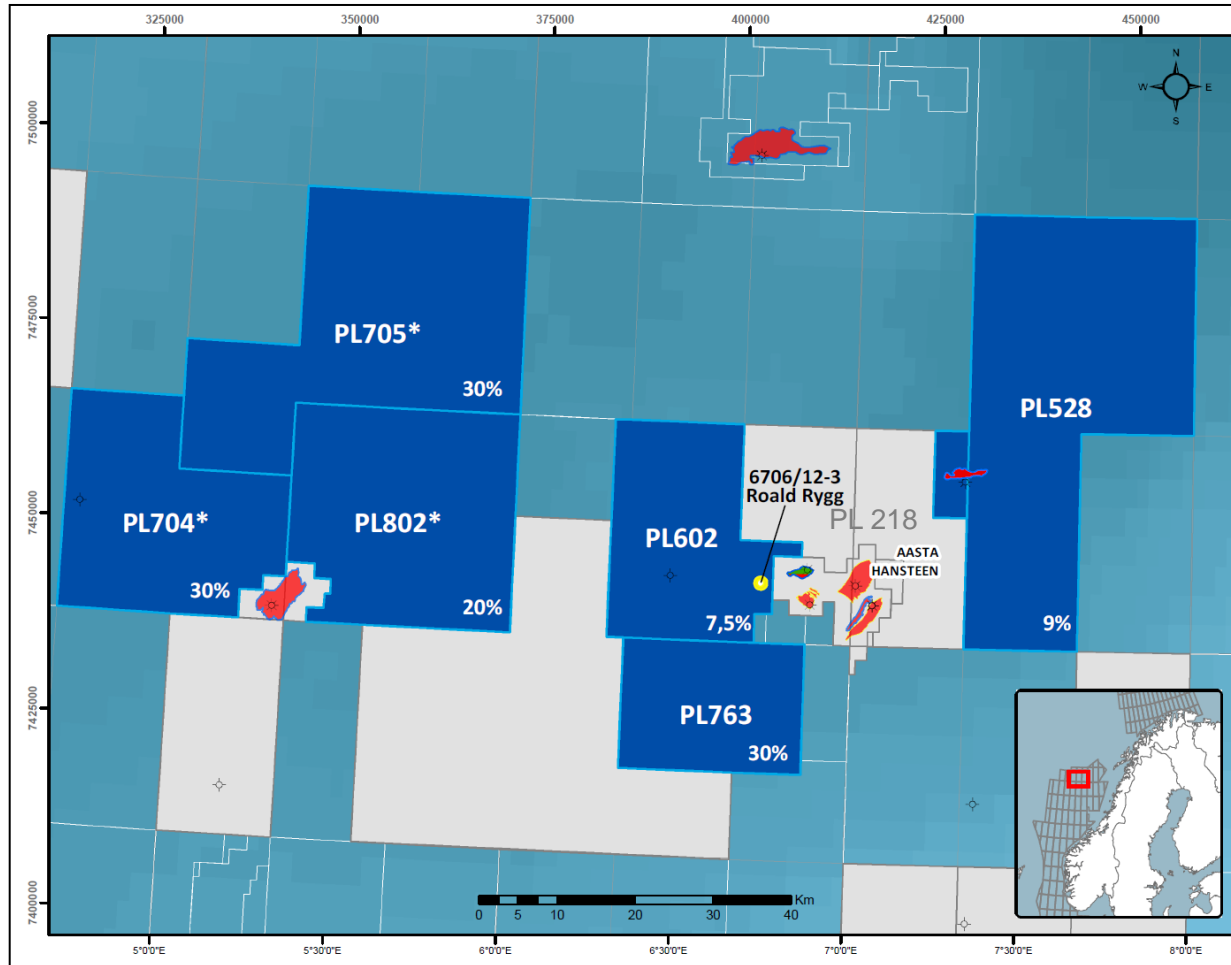 325000
350000
375000
400000
425000
450000
N
W
E
S
7500000
7475000
7450000
7425000
7400000
PL705*
30%
PL528
9%
PL704*
30%
PL802*
20%
PL602
7,5%
6706/12-3
Roald Rygg
PL 218
AASTA
HANSTEEN
PL763
30%
Km
0
5
10
20
30
40
5°0'0"E
5°30'0"E
6°0'0"E
6°30'0"E
7°0'0"E
7°30'0"E
8°0'0"E